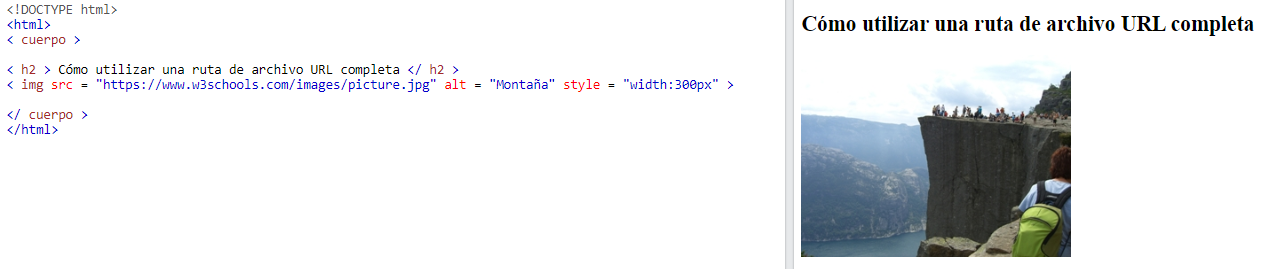 <!DOCTYPE html>
<html>
< cuerpo >
< h2 > Cómo utilizar una ruta de archivo URL completa </ h2 >
< img src = "https://www.w3schools.com/images/picture.jpg" alt = "Montaña" style = "width:300px" >
</ cuerpo >
</html>
Cómo utilizar una ruta de archivo URL completa